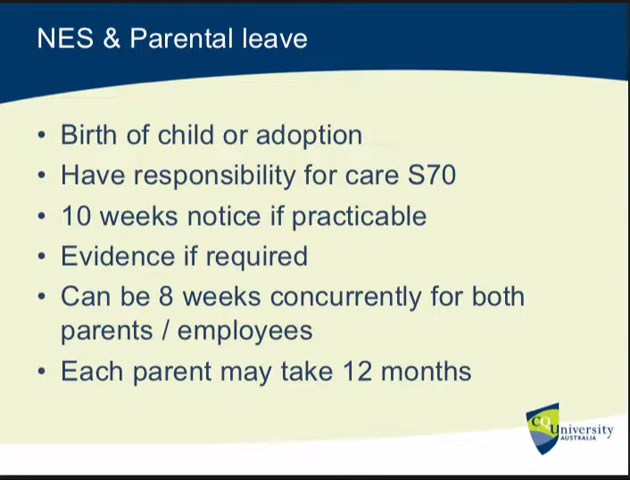 NES & Parental leave
• Birth of child or adoption
• Have responsibility for care S70
• 10 weeks notice if practicable
• Evidence if required
• Can be 8 weeks concurrently for both
parents / employees
• Each parent may take 12 months
CQUniversity
AUSTRALIA